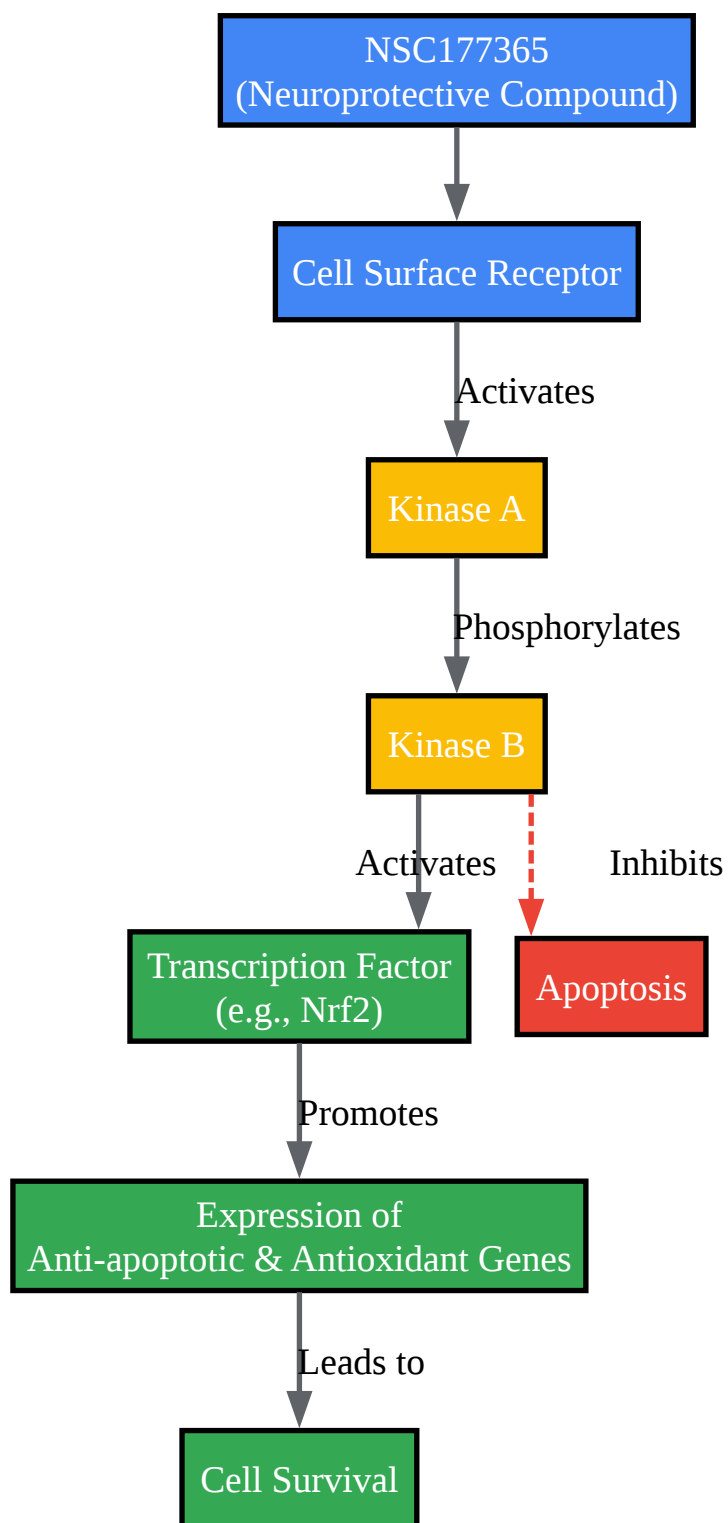 NSC177365
(Neuroprotective Compound)
Cell Surface Receptor
Activates
Kinase A
Phosphorylates
Kinase B
Activates
Inhibits
Transcription Factor
(e.g., Nrf2)
Apoptosis
Promotes
Expression of
Anti-apoptotic & Antioxidant Genes
Leads to
Cell Survival